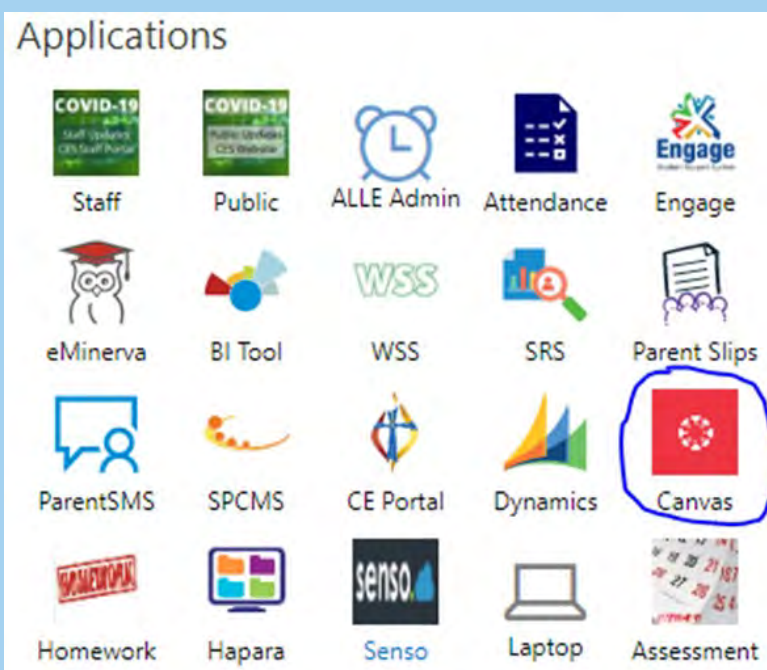 Applications
COVID-19 COVID-19
Staff Updates Public Updates
CES Staff Portal CES Website
L
Engage
Staff Public ALLE Admin Attendance Engage
WSS
eMinerva BI Tool WSS SRS Parent Slips
ParentSMS SPCMS CE Portal Dynamics Canvas
HOMEWORK senso.
Homework Hapara Senso Laptop Assessment